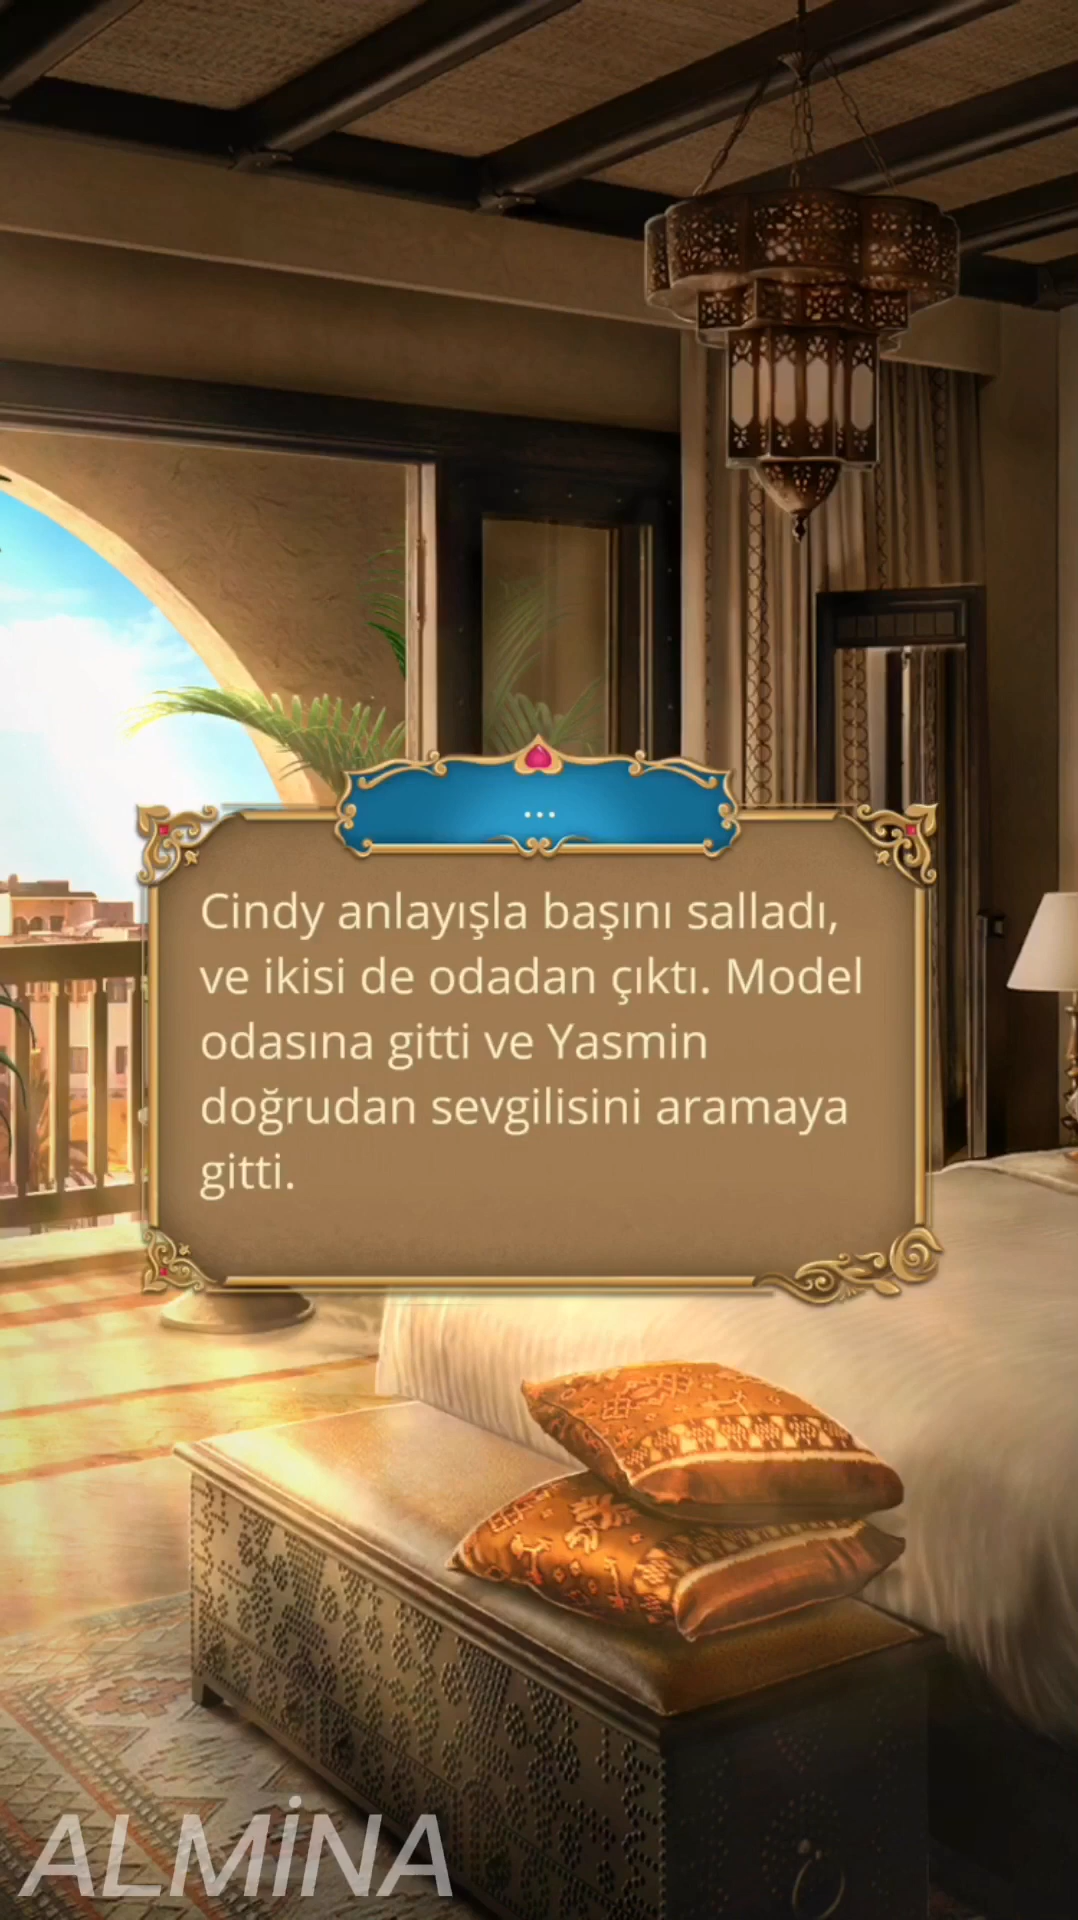 ...
Cindy anlayışla başını salladı,
ve ikisi de odadan çıktı. Model
odasına gitti ve Yasmin
doğrudan sevgilisini aramaya
gitti.
ALMİNA